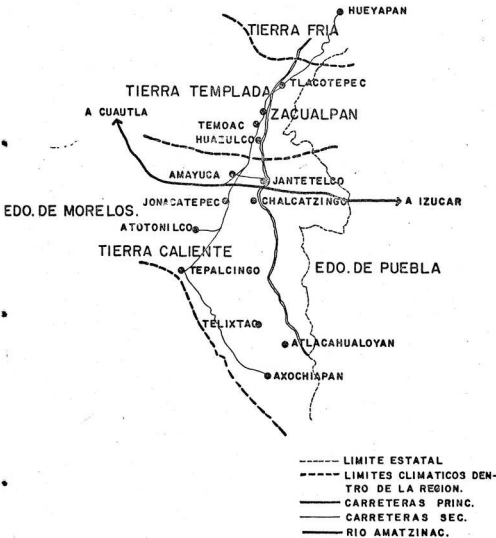 HUEYAPAN
TIERRA FRIA
TLACOTEPEC
TIERRA TEMPLADA
ZACUALPAN
A CUAUTLA
TEMOAC
HUAZULCO
AMAYUCA
JANTETELCO
JONACATEPEC
CHALCATZINGO
A IZUCAR
EDO. DE MORELOS.
ATOTONILCO
TIERRA CALIENTE
EDO. DE PUEBLA
TEPALCINGO
TELIXTAC
ATLACAHUALOYAN
AXOCHIAPAN
LIMITE ESTATAL
LIMITES CLIMATICOS DEN-
TRO DE LA REGION.
CARRETERAS PRINC.
CARRETERAS SEC.
RIO AMATZINAC.